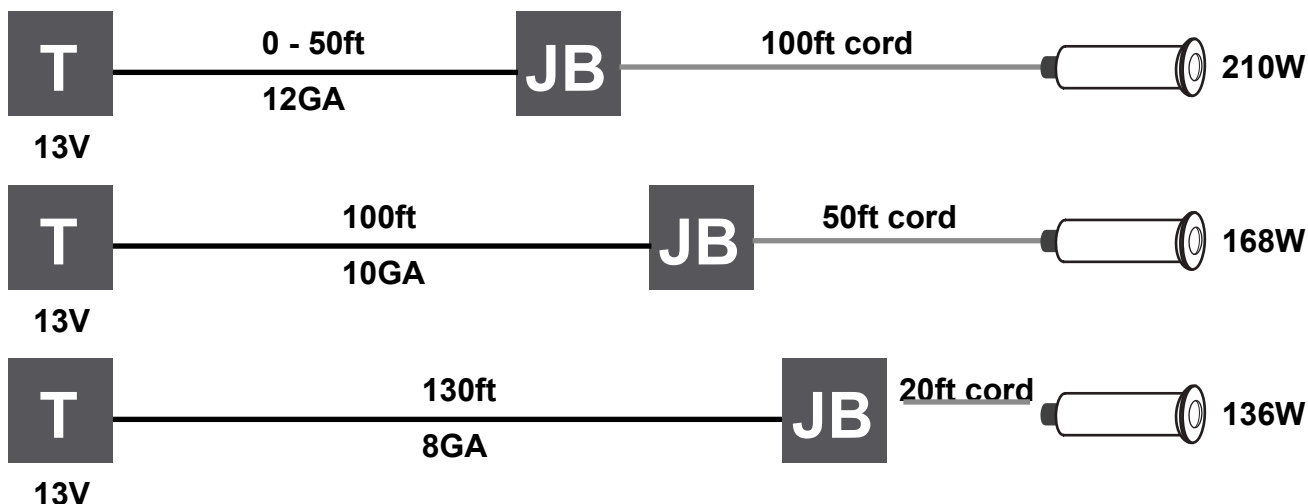 T
0 - 50ft
12GA
JB
100ft cord
210W
13V
T
100ft
10GA
JB
50ft cord
168W
13V
T
130ft
8GA
JB
20ft cord
136W
13V